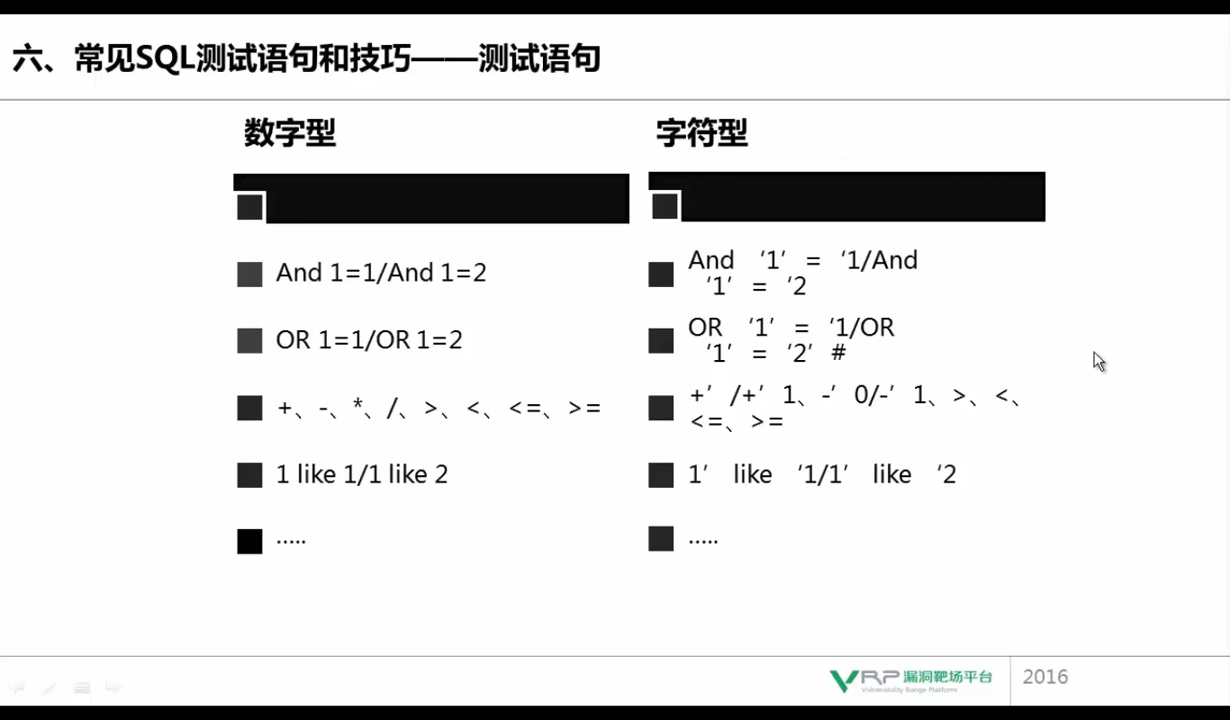 六、常见SQL测试语句和技巧——测试语句
数字型
And 1=1/And 1=2
OR 1=1/OR 1=2
+、-、*、/、>、<、<=、>=
1 like 1/1 like 2
.....
字符型
And ‘1’ = ‘1/And
‘1’ = ‘2
OR ‘1’ = ‘1/OR
‘1’ = ‘2’ #
+’ /+’ 1、-’ 0/-’ 1、>、<、
<=、>=
1’ like ‘1/1’ like ‘2
.....
VRP 漏洞靶场平台
Vulnerability Range Platform
2016